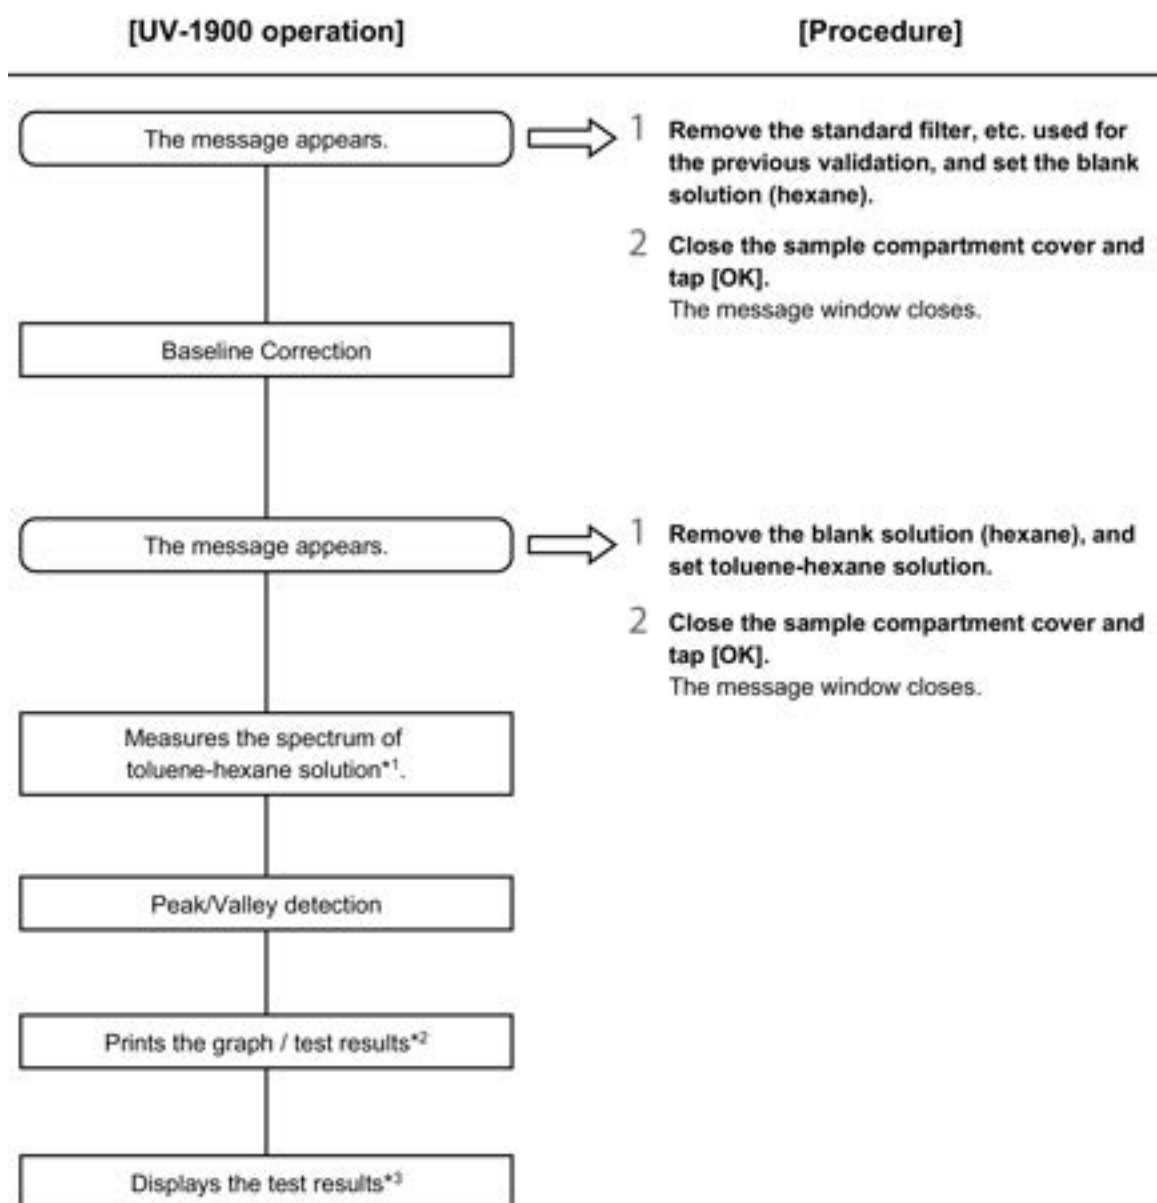 [UV-1900 operation]
[Procedure]
The message appears.
1 Remove the standard filter, etc. used for
the previous validation, and set the blank
solution (hexane).
2 Close the sample compartment cover and
tap [OK].
The message window closes.
Baseline Correction
The message appears.
1 Remove the blank solution (hexane), and
set toluene-hexane solution.
2 Close the sample compartment cover and
tap [OK].
The message window closes.
Measures the spectrum of
toluene-hexane solution*1.
Peak/Valley detection
Prints the graph / test results*2
Displays the test results*3